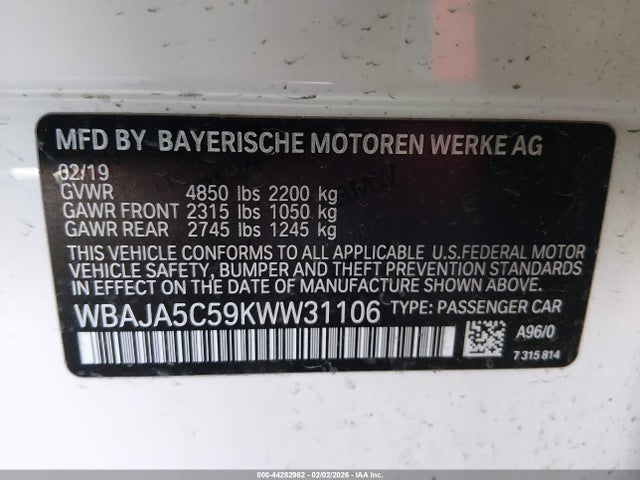 MFD BY BAYERISCHE MOTOREN WERKE AG
02/19
GVWR 4850 lbs 2200 kg
GAWR FRONT 2315 lbs 1050 kg
GAWR REAR 2745 lbs 1245 kg
THIS VEHICLE CONFORMS TO ALL APPLICABLE U.S.FEDERAL MOTOR
VEHICLE SAFETY, BUMPER AND THEFT PREVENTION STANDARDS
IN EFFECT ON THE DATE OF MANUFACTURE SHOWN ABOVE.
WBAJA5C59KWW31106 TYPE: PASSENGER CAR
A96/0
7 315 814
000-44282962 - 02/02/2026 - IAAI.COM